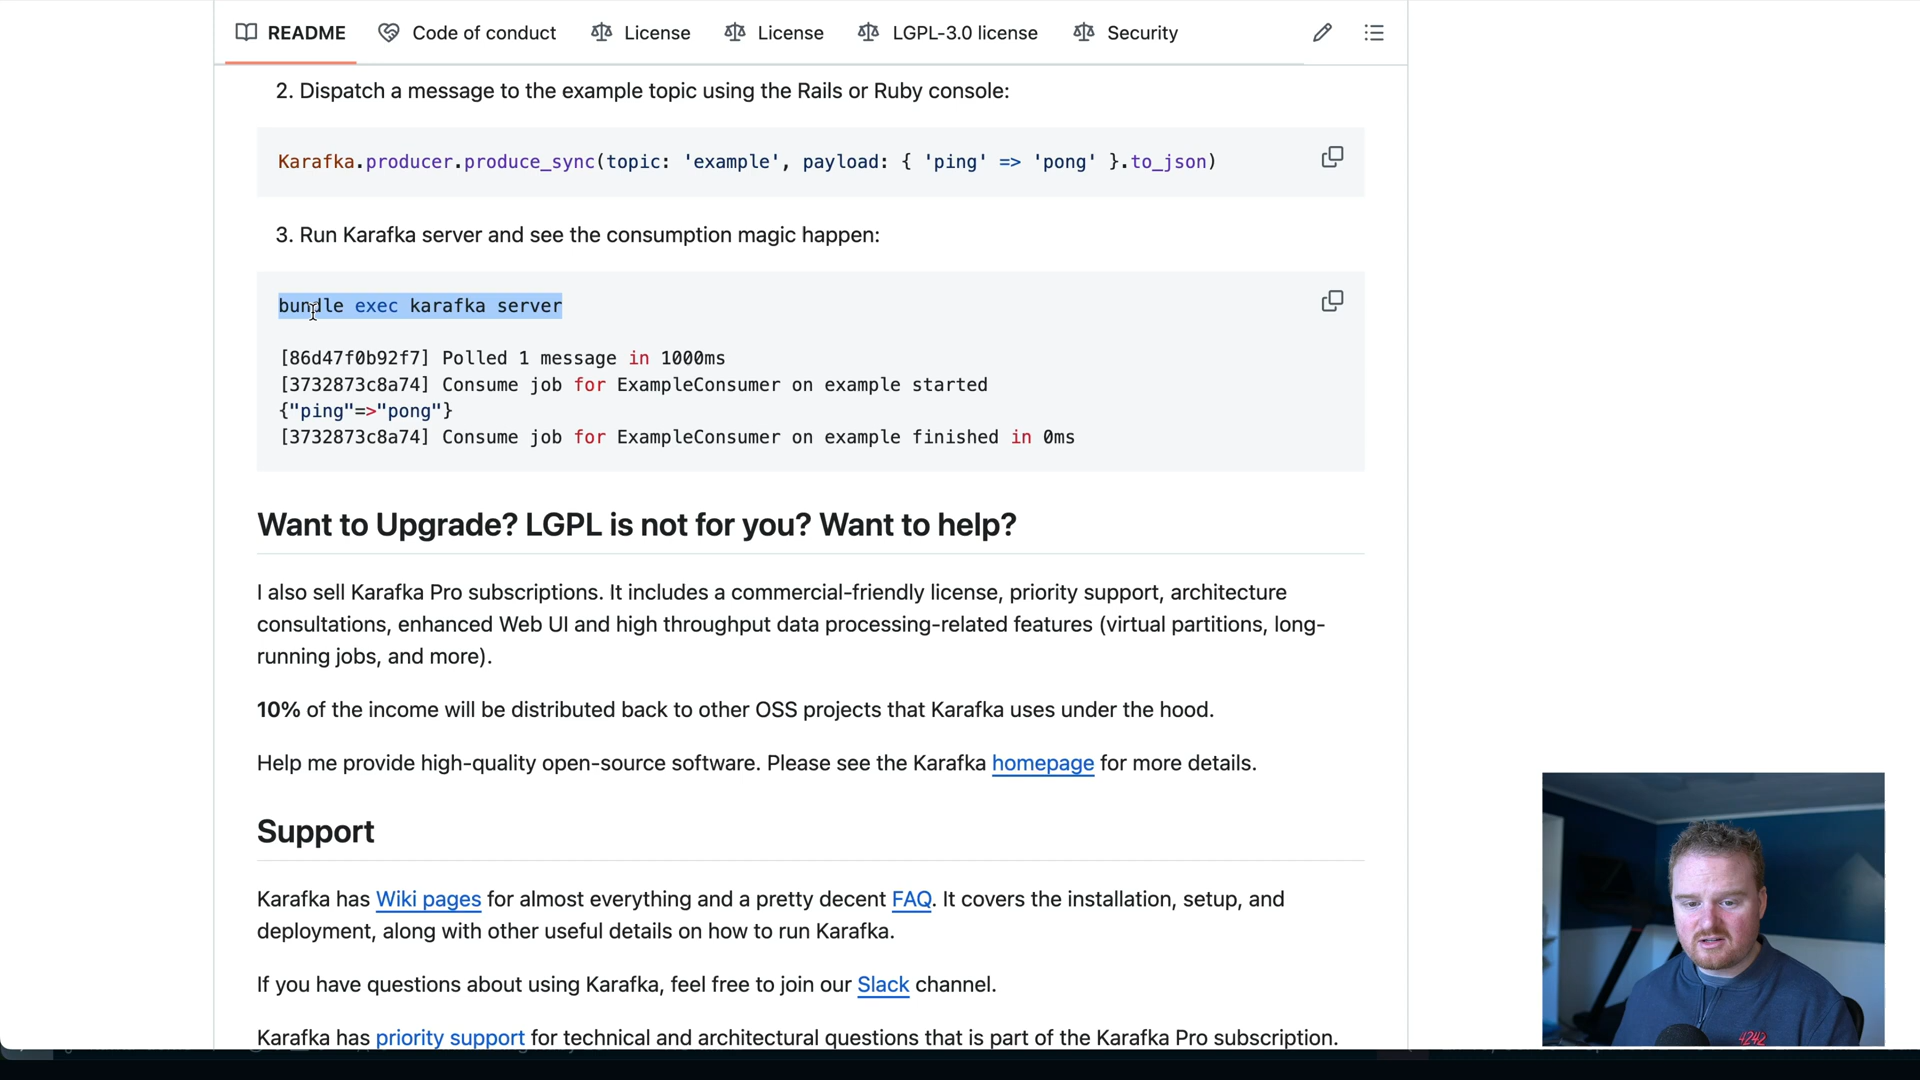 README Code of conduct License License LGPL-3.0 license Security
2. Dispatch a message to the example topic using the Rails or Ruby console:
Karafka.producer.produce_sync(topic: 'example', payload: { 'ping' => 'pong' }.to_json)
3. Run Karafka server and see the consumption magic happen:
bundle exec karafka server
[86d47f0b92f7] Polled 1 message in 1000ms
[3732873c8a74] Consume job for ExampleConsumer on example started
{"ping"=>"pong"}
[3732873c8a74] Consume job for ExampleConsumer on example finished in 0ms
Want to Upgrade? LGPL is not for you? Want to help?
I also sell Karafka Pro subscriptions. It includes a commercial-friendly license, priority support, architecture
consultations, enhanced Web UI and high throughput data processing-related features (virtual partitions, long-
running jobs, and more).
10% of the income will be distributed back to other OSS projects that Karafka uses under the hood.
Help me provide high-quality open-source software. Please see the Karafka homepage for more details.
Support
Karafka has Wiki pages for almost everything and a pretty decent FAQ. It covers the installation, setup, and
deployment, along with other useful details on how to run Karafka.
If you have questions about using Karafka, feel free to join our Slack channel.
Karafka has priority support for technical and architectural questions that is part of the Karafka Pro subscription.
4242